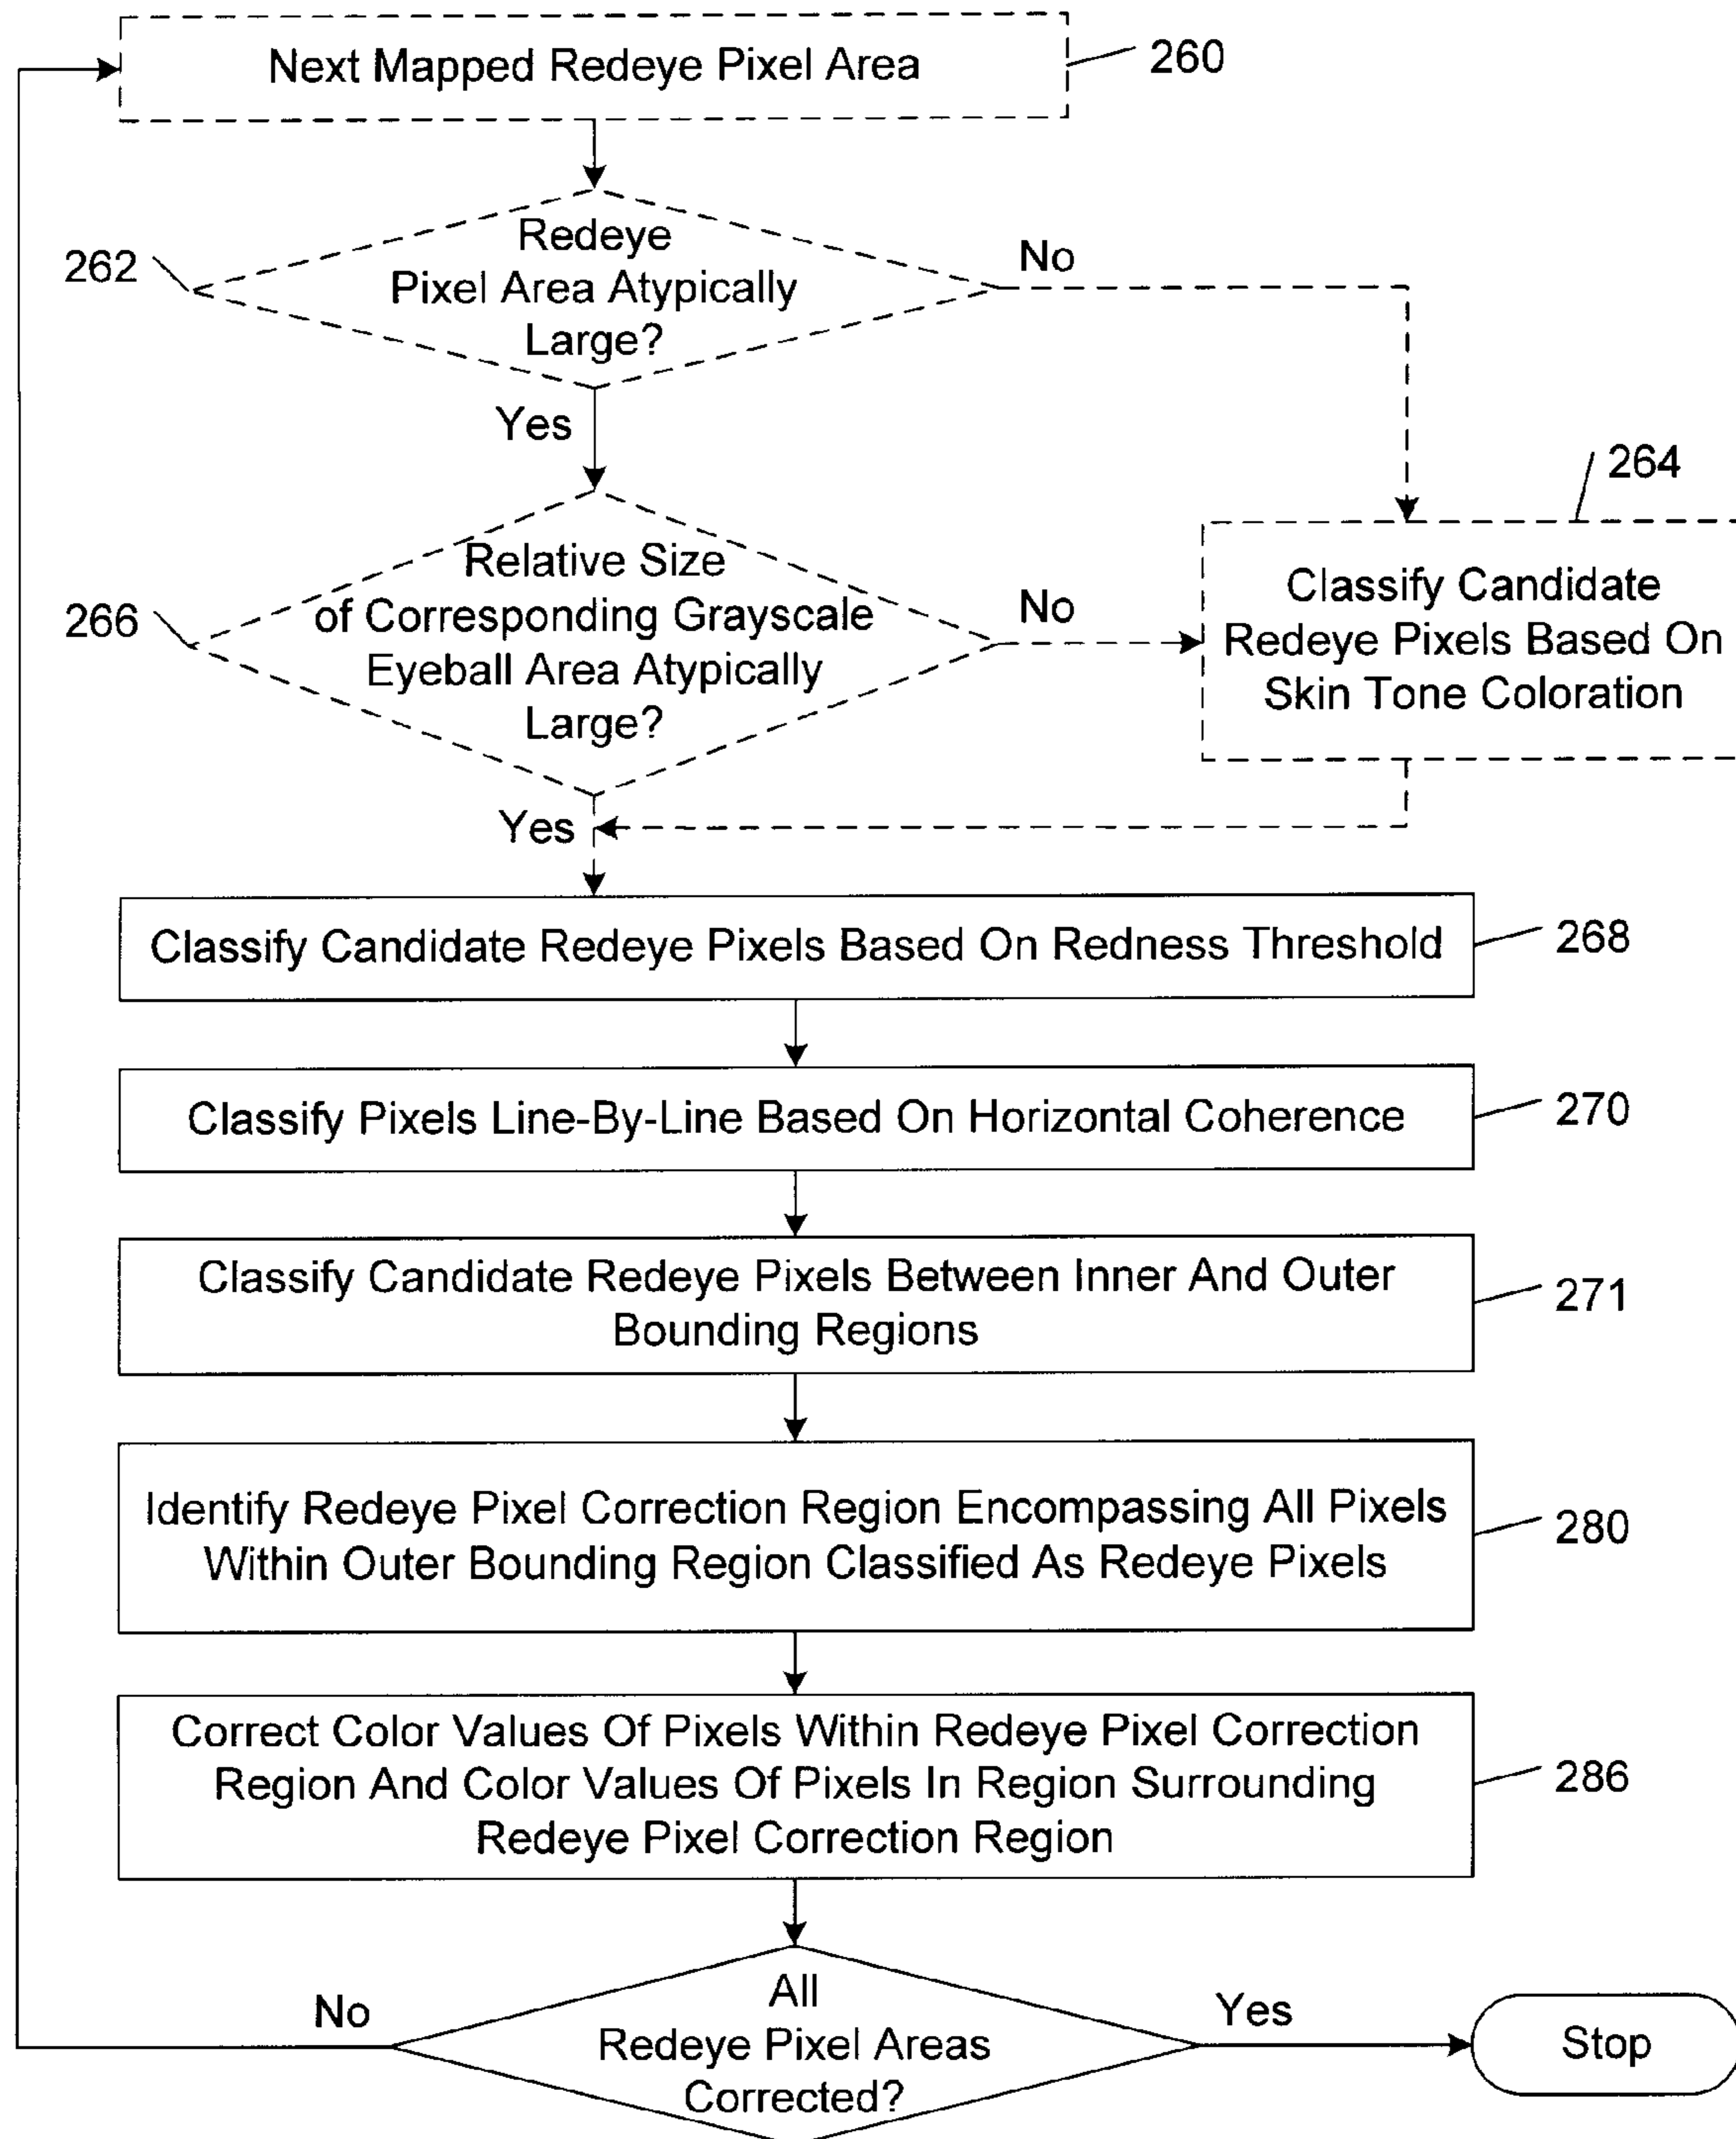 Next Mapped Redeye Pixel Area
260
Redeye
Pixel Area Atypically
Large?
262
No
Yes
264
Relative Size
of Corresponding Grayscale
Eyeball Area Atypically
Large?
266
No
Classify Candidate
Redeye Pixels Based On
Skin Tone Coloration
Yes
Classify Candidate Redeye Pixels Based On Redness Threshold
268
Classify Pixels Line-By-Line Based On Horizontal Coherence
270
Classify Candidate Redeye Pixels Between Inner And Outer
Bounding Regions
271
Identify Redeye Pixel Correction Region Encompassing All Pixels
Within Outer Bounding Region Classified As Redeye Pixels
280
Correct Color Values Of Pixels Within Redeye Pixel Correction
Region And Color Values Of Pixels In Region Surrounding
Redeye Pixel Correction Region
286
All
Redeye Pixel Areas
Corrected?
No
Yes
Stop